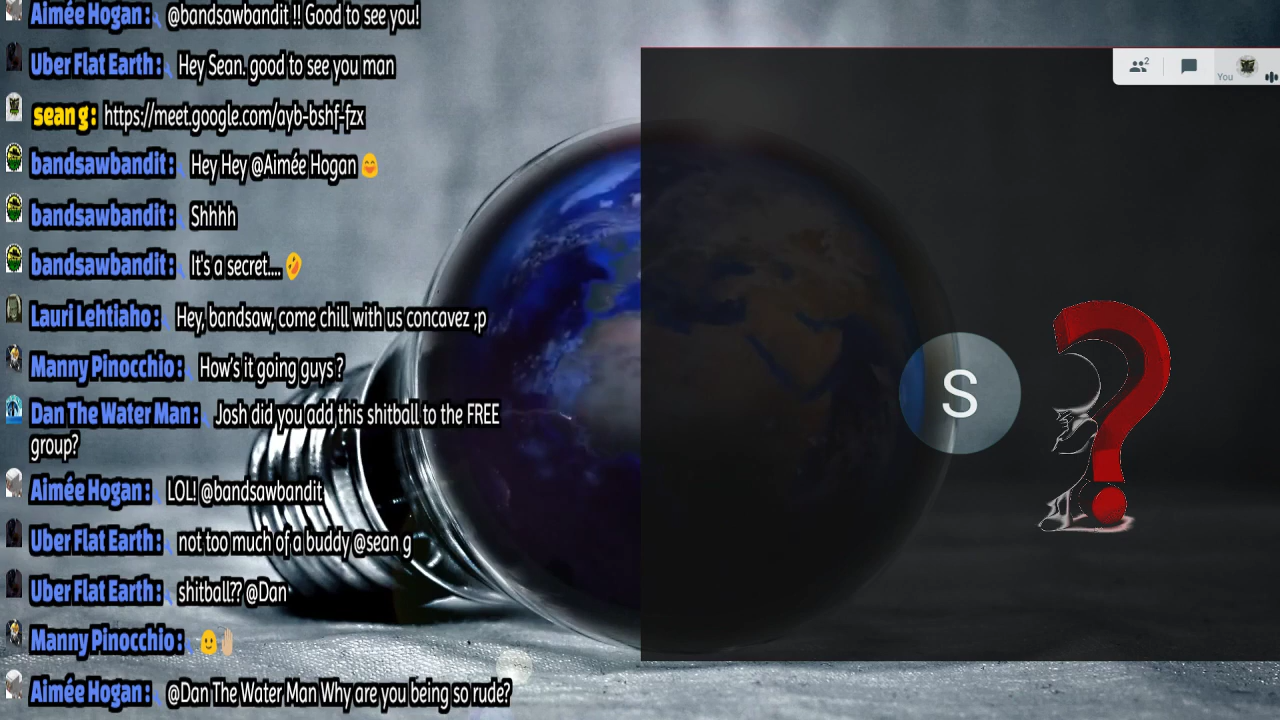 Aimée Hogan: @bandsawbandit !! Good to see you!
Uber Flat Earth: Hey Sean. good to see you man
sean g: https://meet.google.com/ayb-bshf-fzx
bandsawbandit: Hey Hey @Aimée Hogan 😄
bandsawbandit: Shhhh
bandsawbandit: It's a secret.... 🤣
Lauri Lehtiaho: Hey, bandsaw, come chill with us concavez ;p
Manny Pinocchio: How's it going guys?
Dan The Water Man: Josh did you add this shitball to the FREE
group?
Aimée Hogan: LOL! @bandsawbandit
Uber Flat Earth: not too much of a buddy @sean g
Uber Flat Earth: shitball?? @Dan
Manny Pinocchio: 🙂🤚🏼
Aimée Hogan: @Dan The Water Man Why are you being so rude?
2
You
S
?